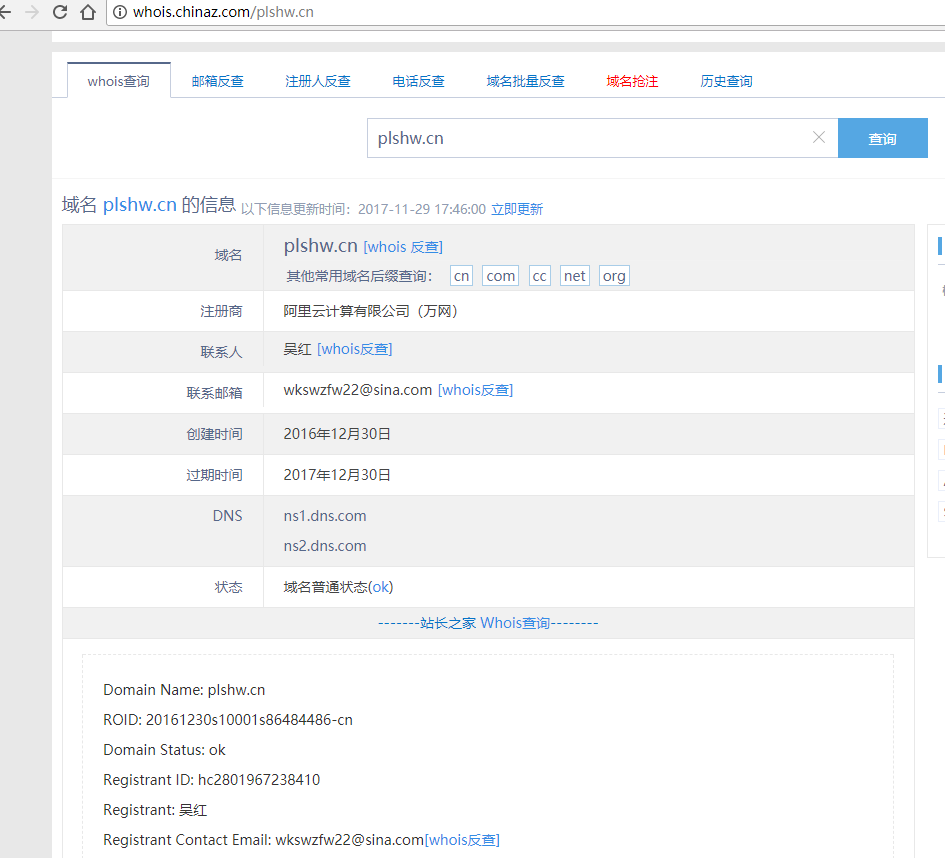 whois.chinaz.com/plshw.cn
whois查询 邮箱反查 注册人反查 电话反查 域名批量反查 域名抢注 历史查询
plshw.cn 查询
域名 plshw.cn 的信息 以下信息更新时间：2017-11-29 17:46:00 立即更新
域名 plshw.cn [whois 反查]
其他常用域名后缀查询： cn com cc net org
注册商 阿里云计算有限公司（万网）
联系人 吴红 [whois反查]
联系邮箱 wkswzfw22@sina.com [whois反查]
创建时间 2016年12月30日
过期时间 2017年12月30日
DNS ns1.dns.com
ns2.dns.com
状态 域名普通状态(ok)
-------站长之家 Whois查询--------
Domain Name: plshw.cn
ROID: 20161230s10001s86484486-cn
Domain Status: ok
Registrant ID: hc2801967238410
Registrant: 吴红
Registrant Contact Email: wkswzfw22@sina.com[whois反查]